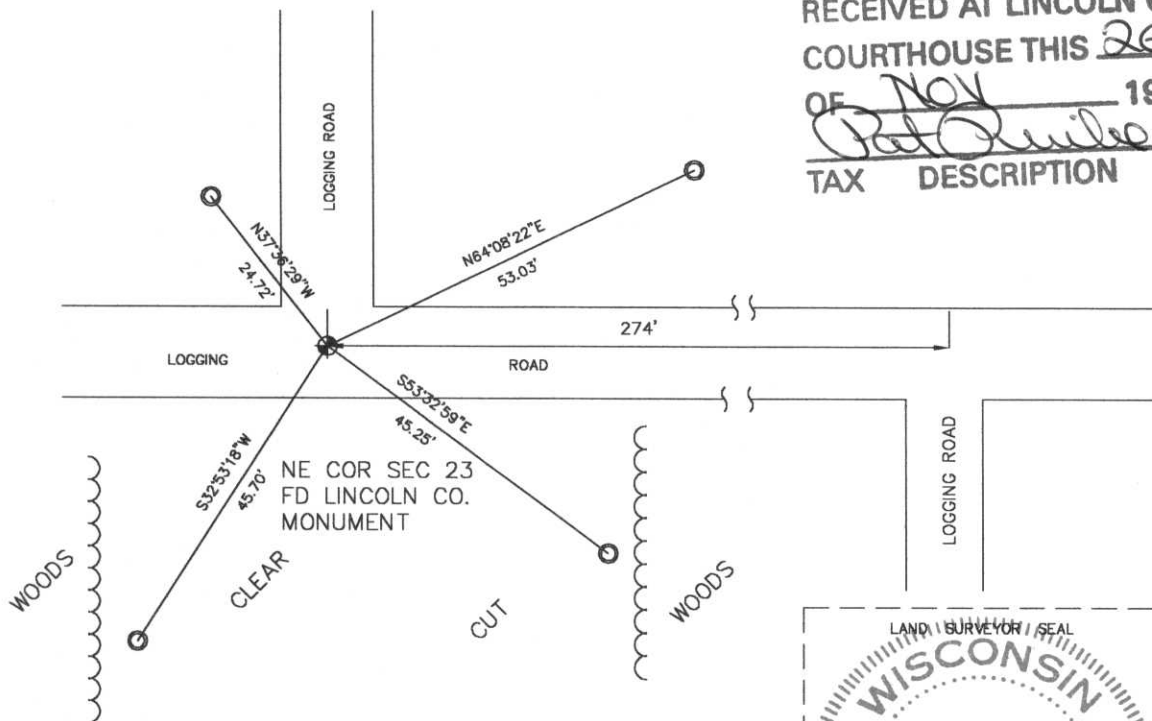 RECEIVED AT LINCOLN
COURTHOUSE THIS 26
OF NOV 19
Pat
TAX DESCRIPTION
LOGGING ROAD
N37°36'29"W
24.72'
N64°08'22"E
53.03'
274'
LOGGING ROAD
S53°32'59"E
45.25'
S32°53'18"W
45.70'
NE COR SEC 23
FD LINCOLN CO.
MONUMENT
LOGGING ROAD
WOODS
CLEAR CUT
WOODS
LAND SURVEYOR SEAL
WISCONSIN